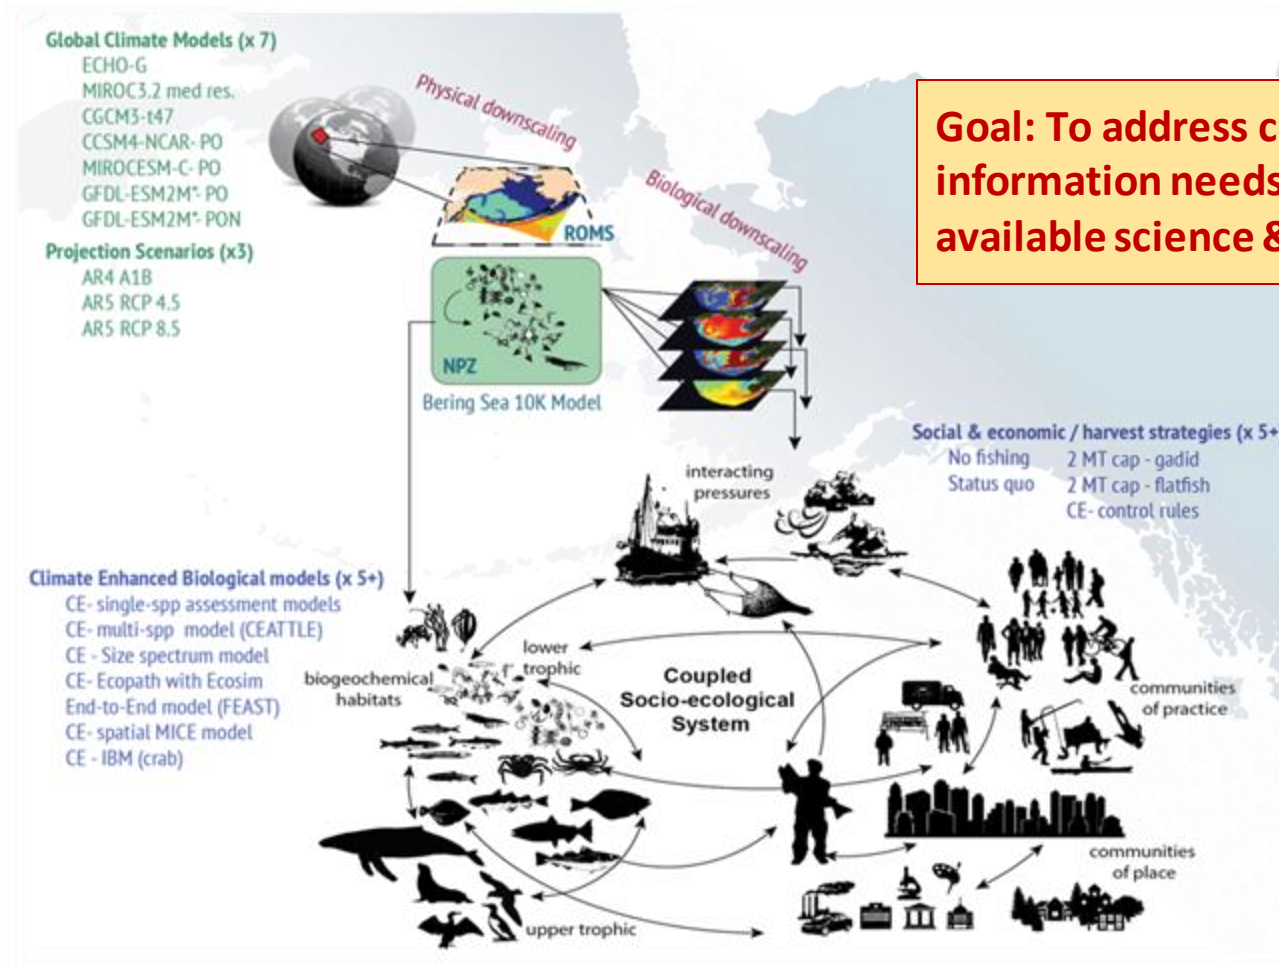 Global Climate Models (x 7)
ECHO-G
MIROC3.2 med res.
CGCM3-t47
CCSM4-NCAR- PO
MIROCESM-C- PO
GFDL-ESM2M*- PO
GFDL-ESM2M*- PON
Projection Scenarios (x3)
AR4 A1B
AR5 RCP 4.5
AR5 RCP 8.5
Physical downscaling
ROMS
Biological downscaling
NPZ
Bering Sea 10K Model
Goal: To address c
information needs
available science &
Social & economic / harvest strategies (x 5+
No fishing 2 MT cap - gadid
Status quo 2 MT cap - flatfish
CE- control rules
interacting
pressures
Climate Enhanced Biological models (x 5+)
CE- single-spp assessment models
CE- multi-spp model (CEATTLE)
CE - Size spectrum model
CE- Ecopath with Ecosim
End-to-End model (FEAST)
CE- spatial MICE model
CE - IBM (crab)
biogeochemical
habitats
lower
trophic
Coupled
Socio-ecological
System
communities
of practice
communities
of place
upper trophic